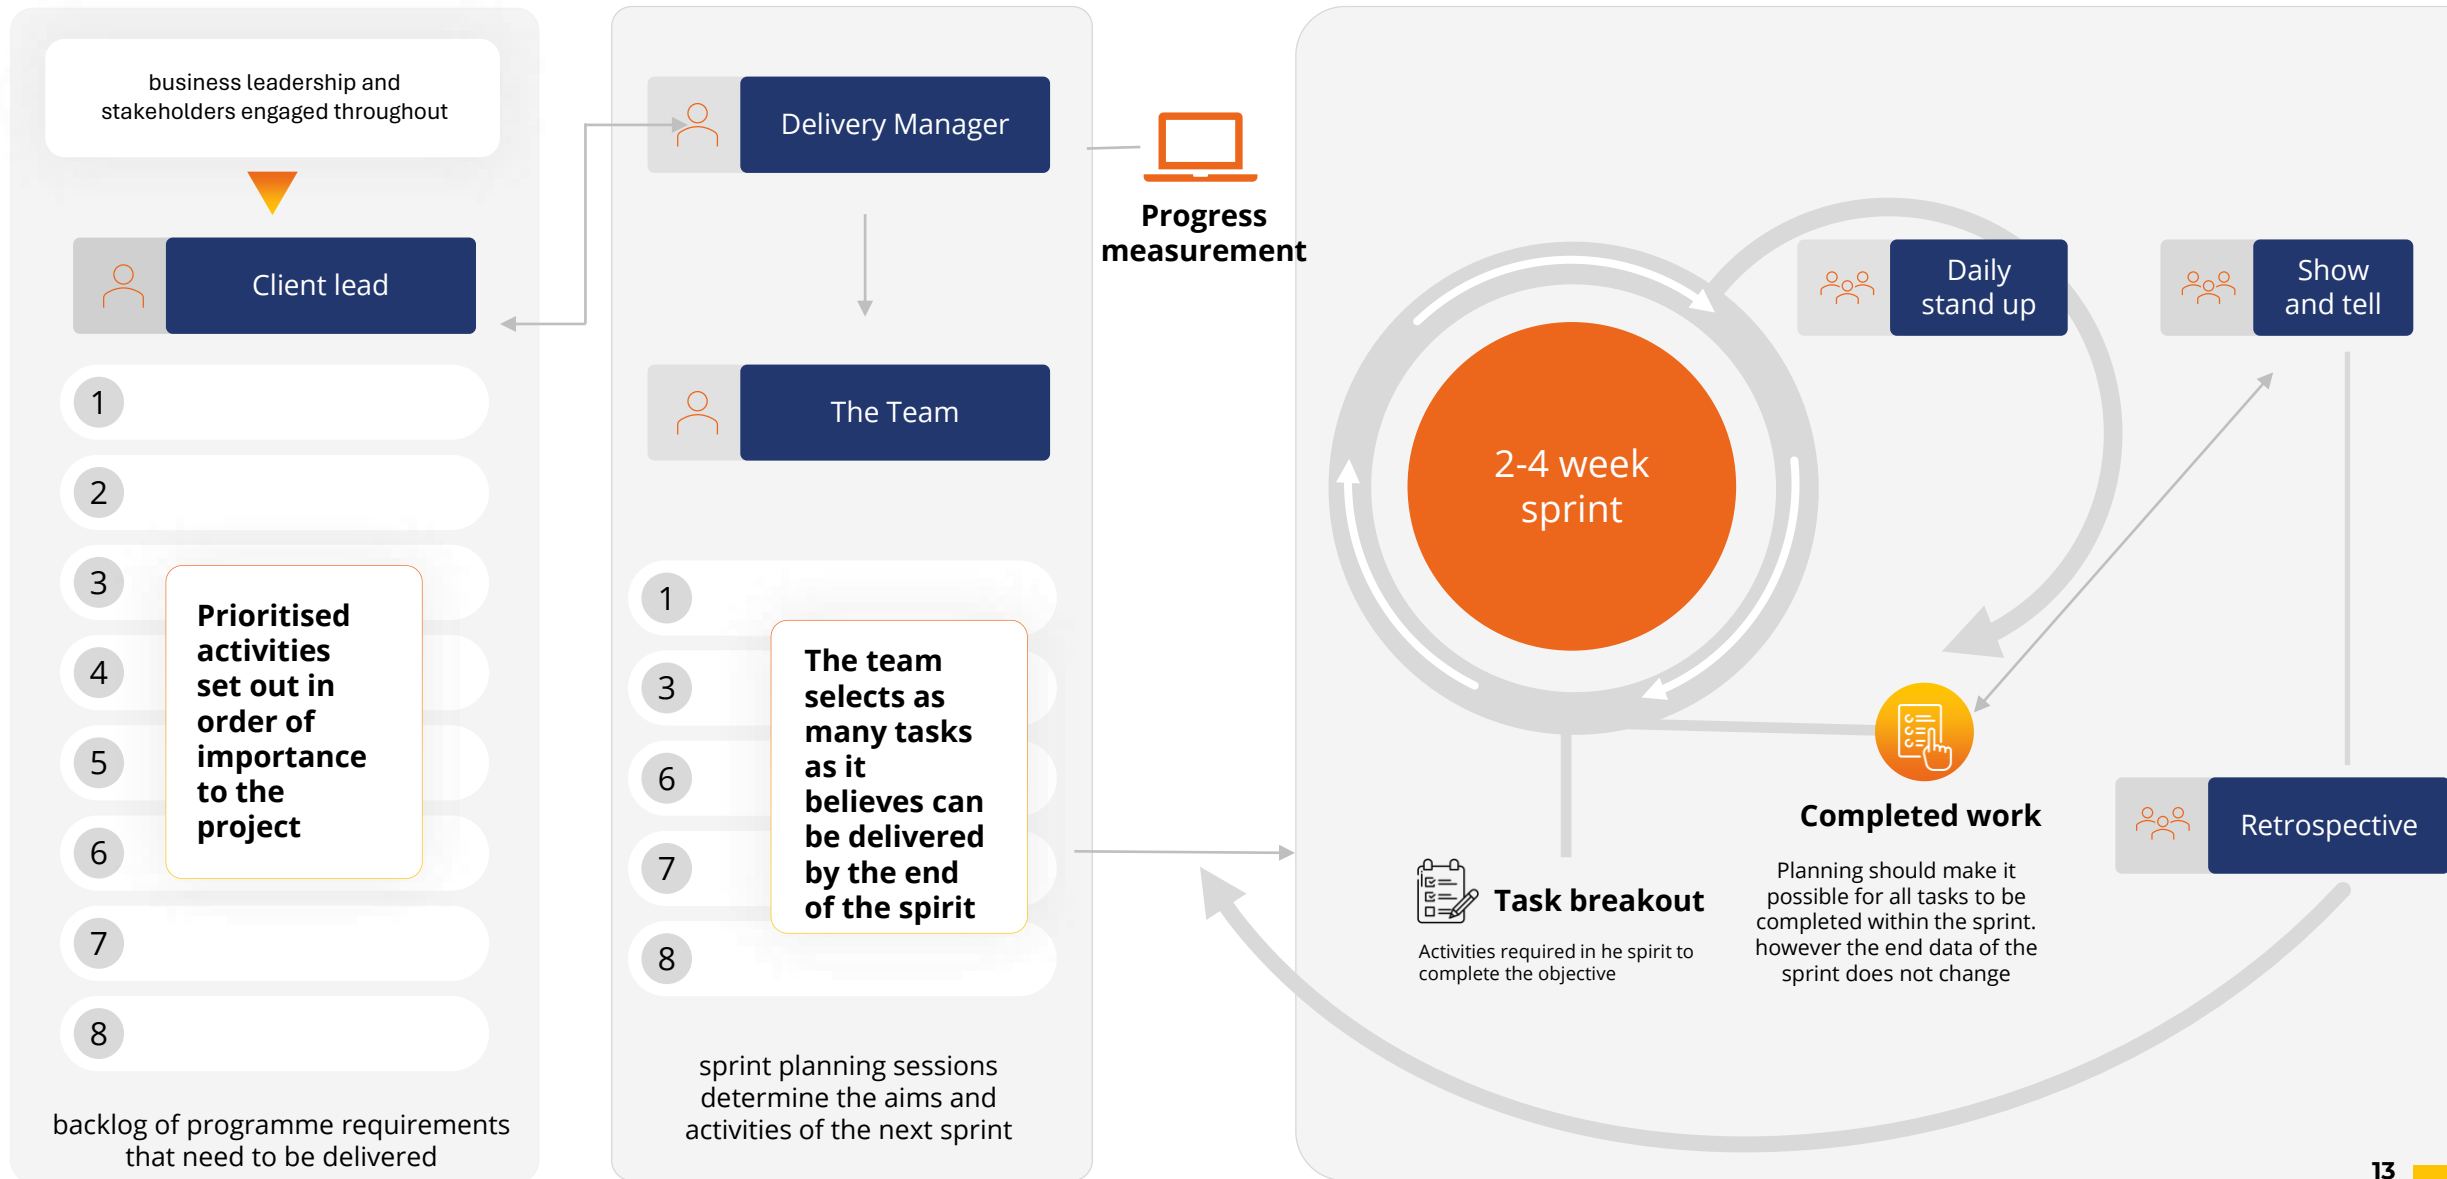 business leadership and
stakeholders engaged throughout
Client lead
1
2
3
4
5
6
7
8
Prioritised
activities
set out in
order of
importance
to the
project
backlog of programme requirements
that need to be delivered
Delivery Manager
The Team
1
3
6
7
8
The team
selects as
many tasks
as it
believes can
be delivered
by the end
of the spirit
sprint planning sessions
determine the aims and
activities of the next sprint
Progress
measurement
2-4 week
sprint
Daily
stand up
Show
and tell
Task breakout
Activities required in he spirit to
complete the objective
Completed work
Planning should make it
possible for all tasks to be
completed within the sprint.
however the end data of the
sprint does not change
Retrospective
13